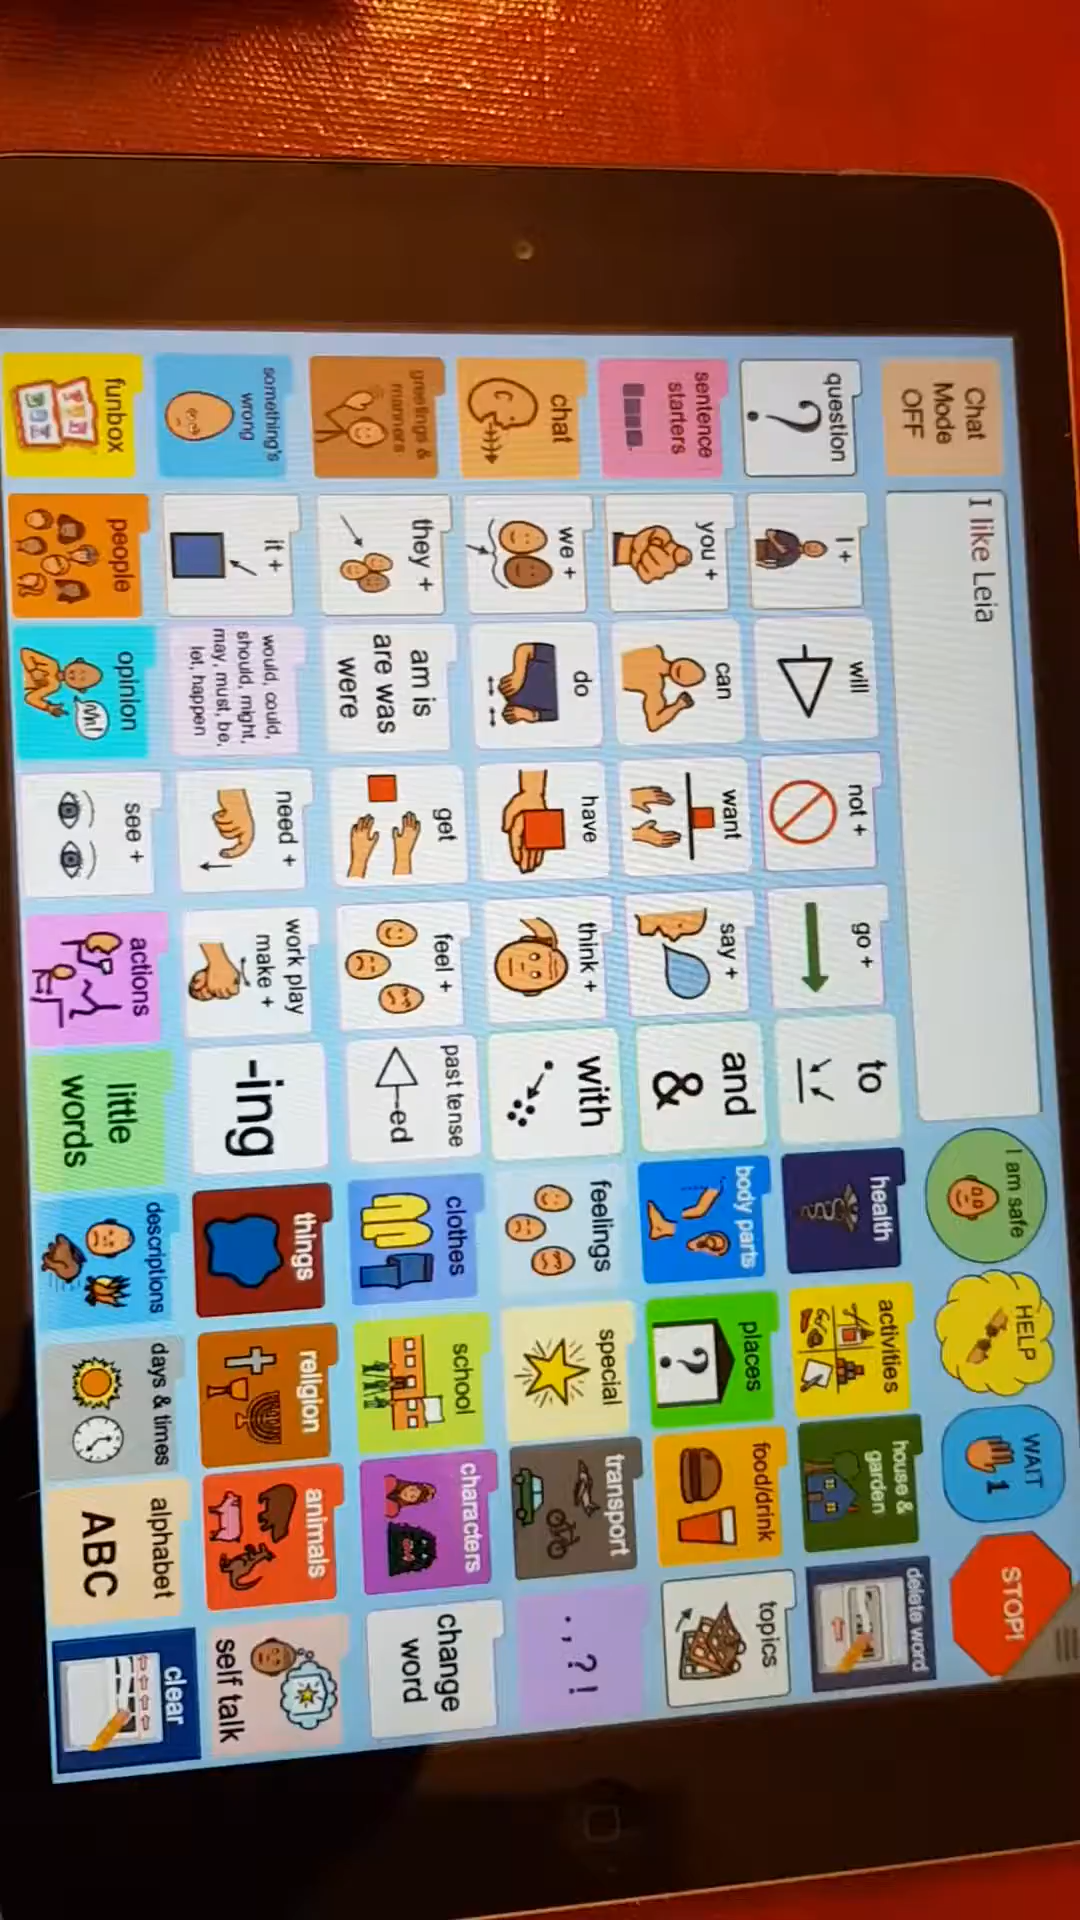 Chat
Mode
OFF
I like Leia
I am safe
HELP
WAIT
1
STOP!
question
?
I +
will
not +
go +
to
health
activities
house &
garden
delete word
sentence
starters
you +
can
want
say +
and
&
body parts
places
?
food/drink
topics
chat
C
we +
do
have
think +
with
feelings
special
transport
. , ? !
greetings &
manners
they +
am is
are was
were
get
feel +
past tense
-ed
clothes
school
characters
change
word
something's
wrong
it +
would, could,
should, might,
may, must, be,
let, happen
need +
work play
make +
-ing
things
religion
animals
self talk
funbox
people
opinion
Ah!
see +
actions
little
words
descriptions
days & times
alphabet
ABC
clear